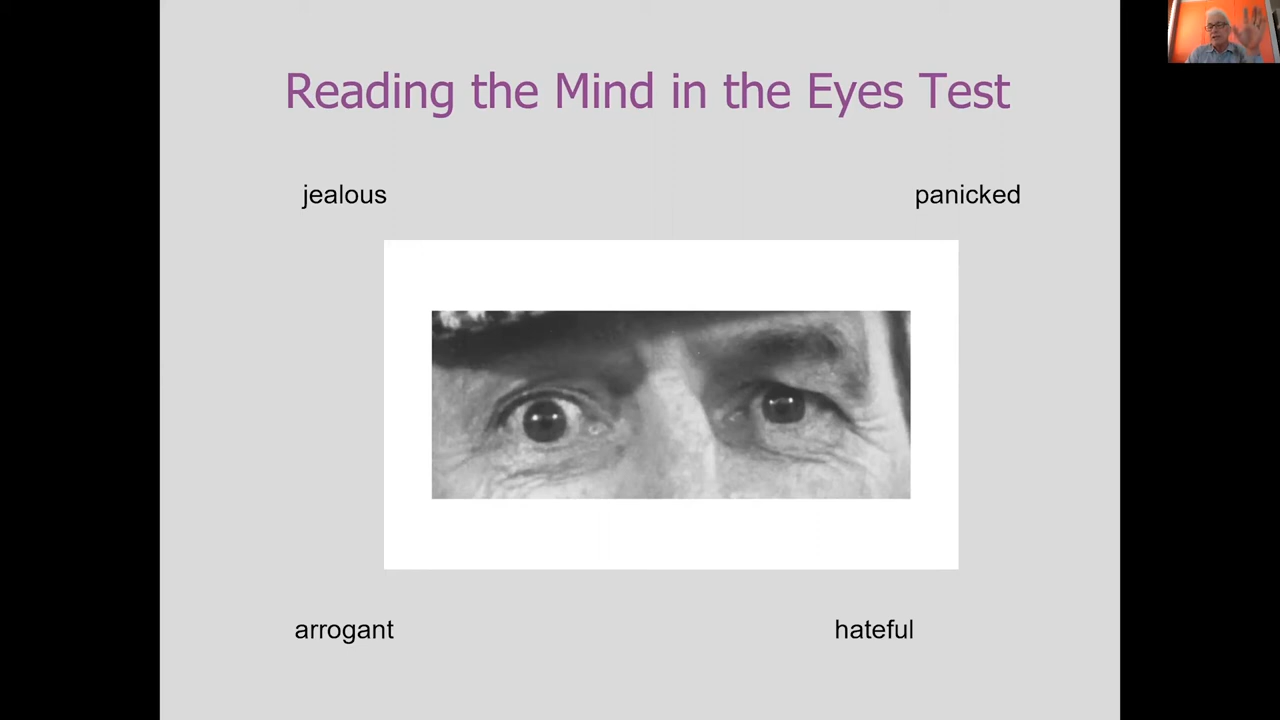 Reading the Mind in the Eyes Test
jealous
panicked
arrogant
hateful